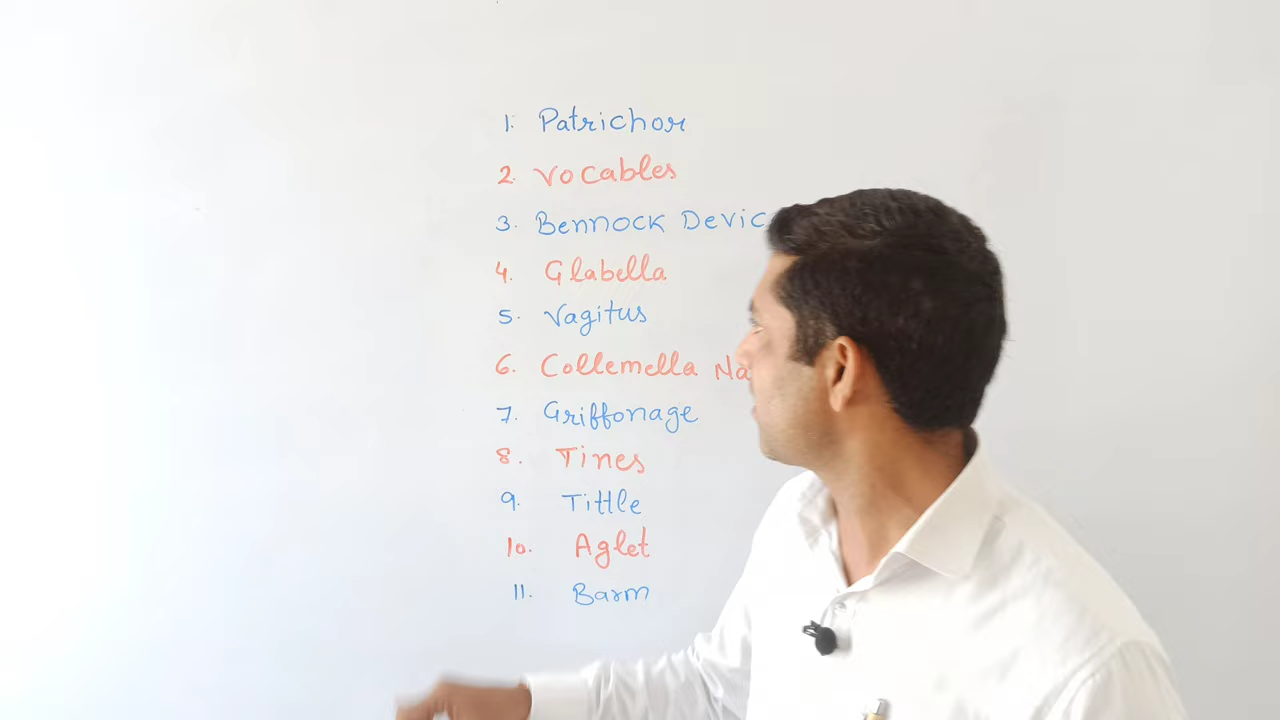 1. Patrichor
2. Vocables
3. Bennock Devic
4. Glabella
5. Vagitus
6. Collemella Na
7. Griffonage
8. Tines
9. Tittle
10. Aglet
11. Barm